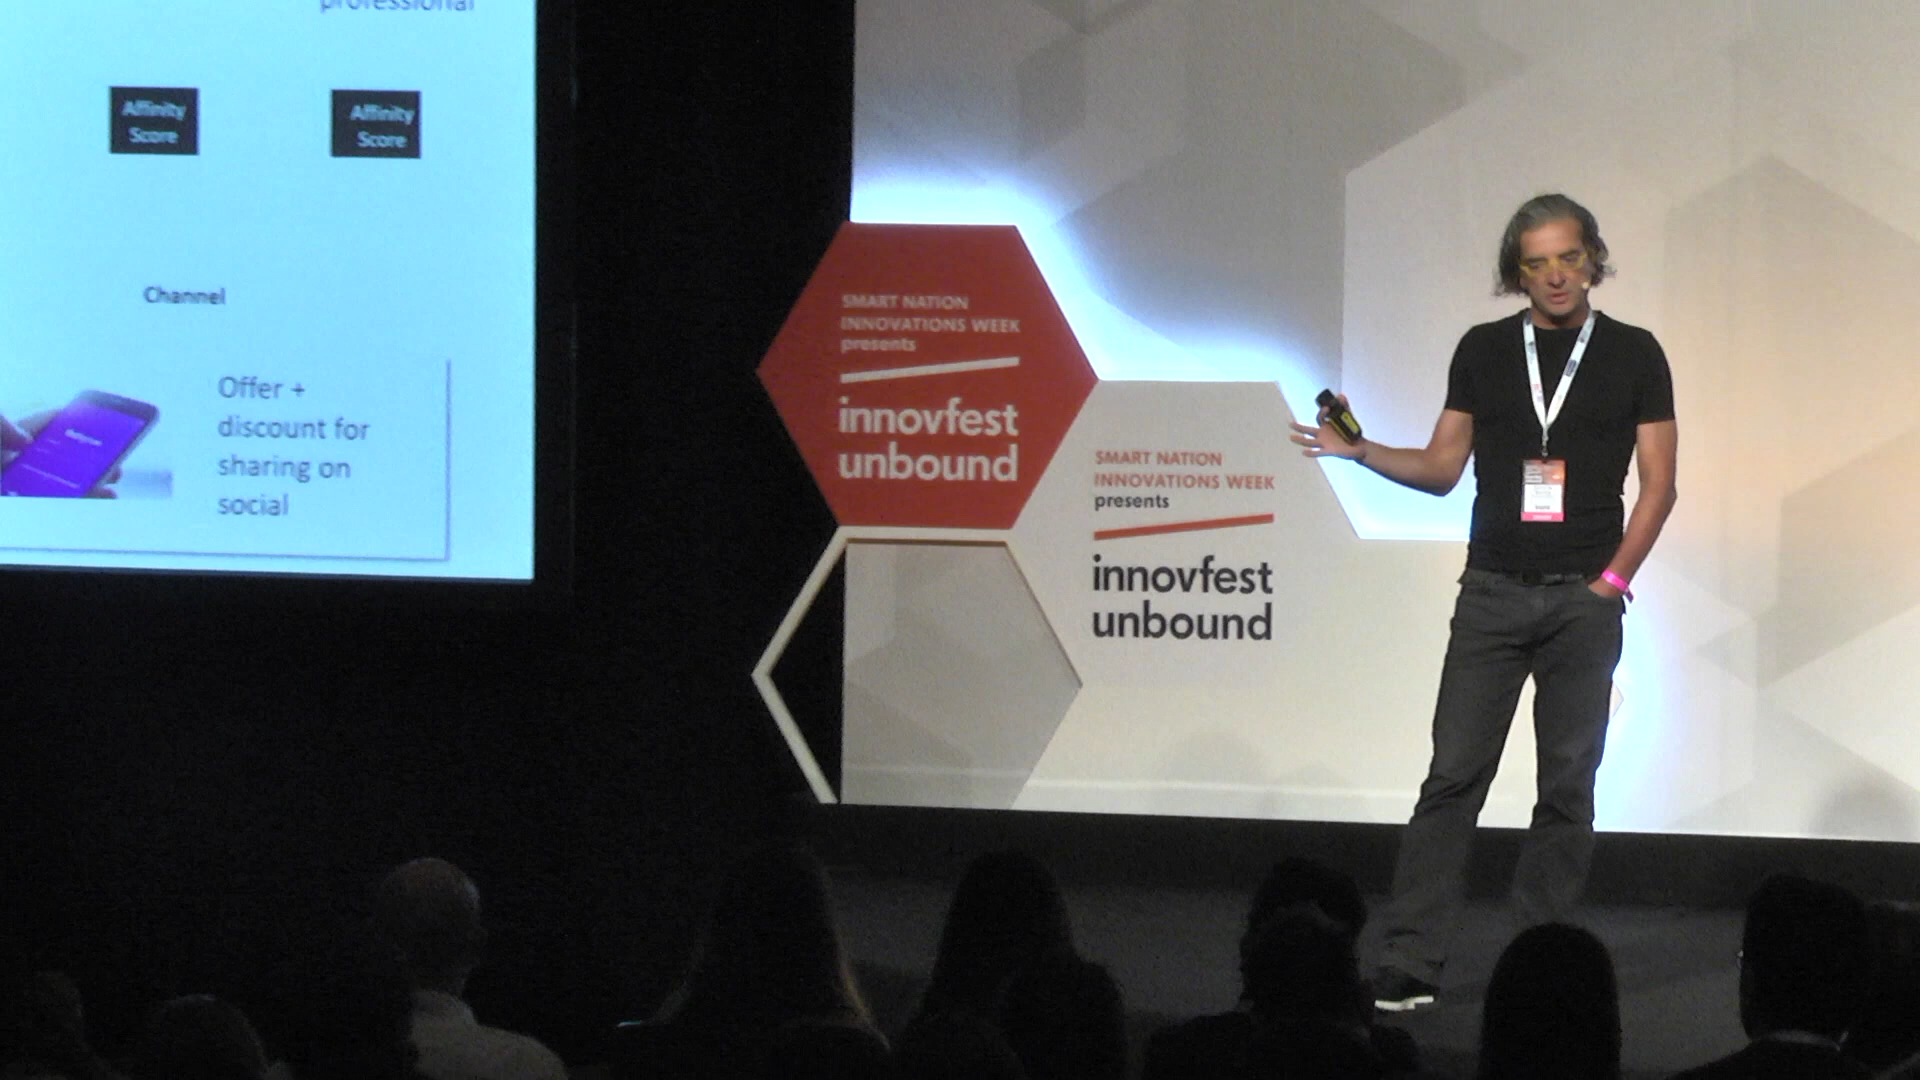 professional
Affinity
Score
Affinity
Score
Channel
Offer +
discount for
sharing on
social
SMART NATION
INNOVATIONS WEEK
presents
innovfest
unbound
SMART NATION
INNOVATIONS WEEK
presents
innovfest
unbound